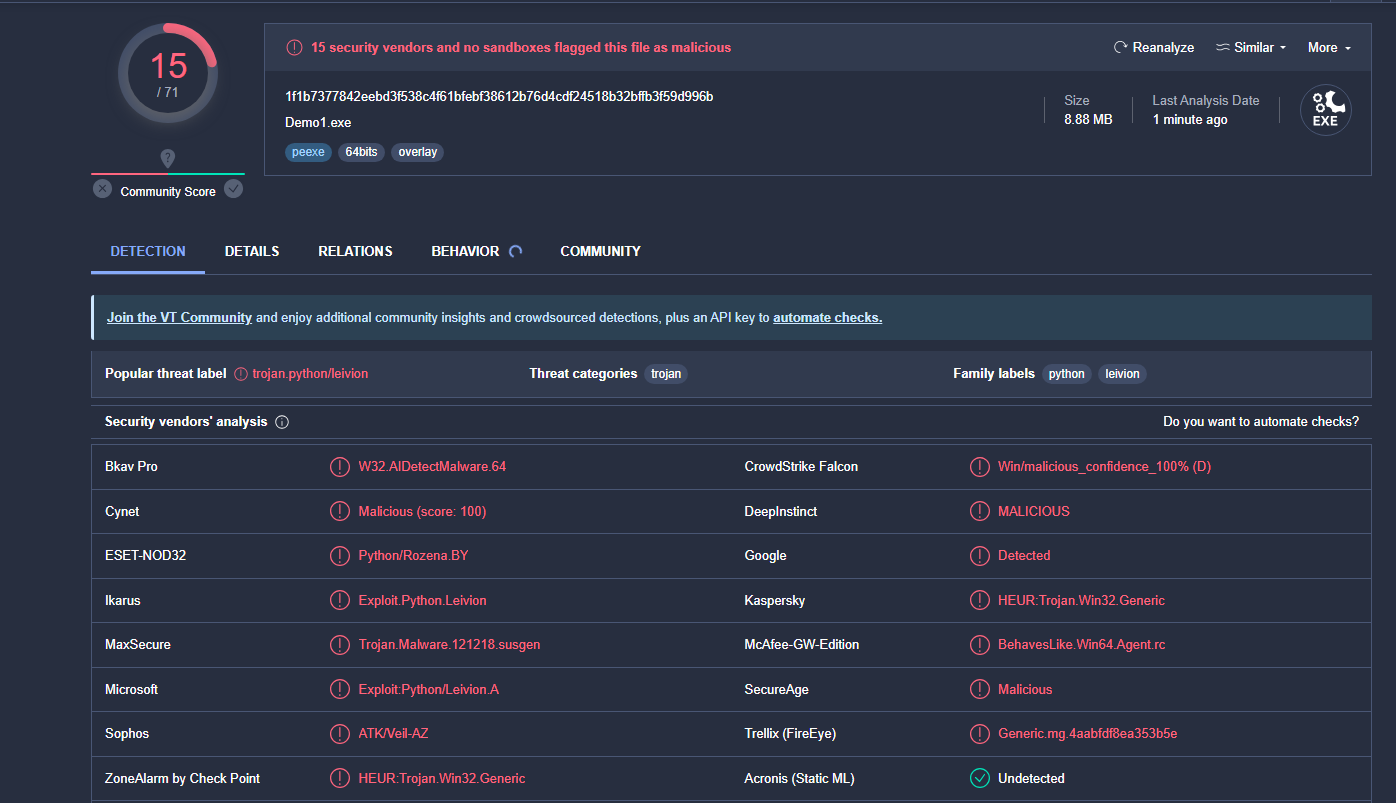 15
/ 71
?
Community Score
15 security vendors and no sandboxes flagged this file as malicious
Reanalyze
Similar
More
1f1b7377842eebd3f538c4f61bfebf38612b76d4cdf24518b32bffb3f59d996b
Demo1.exe
peexe 64bits overlay
Size
8.88 MB
Last Analysis Date
1 minute ago
EXE
DETECTION DETAILS RELATIONS BEHAVIOR COMMUNITY
Join the VT Community and enjoy additional community insights and crowdsourced detections, plus an API key to automate checks.
Popular threat label trojan.python/leivion Threat categories trojan Family labels python leivion
Security vendors' analysis Do you want to automate checks?
Bkav Pro W32.AIDetectMalware.64 CrowdStrike Falcon Win/malicious_confidence_100% (D)
Cynet Malicious (score: 100) DeepInstinct MALICIOUS
ESET-NOD32 Python/Rozena.BY Google Detected
Ikarus Exploit.Python.Leivion Kaspersky HEUR:Trojan.Win32.Generic
MaxSecure Trojan.Malware.121218.susgen McAfee-GW-Edition BehavesLike.Win64.Agent.rc
Microsoft Exploit:Python/Leivion.A SecureAge Malicious
Sophos ATK/Veil-AZ Trellix (FireEye) Generic.mg.4aabfdf8ea353b5e
ZoneAlarm by Check Point HEUR:Trojan.Win32.Generic Acronis (Static ML) Undetected